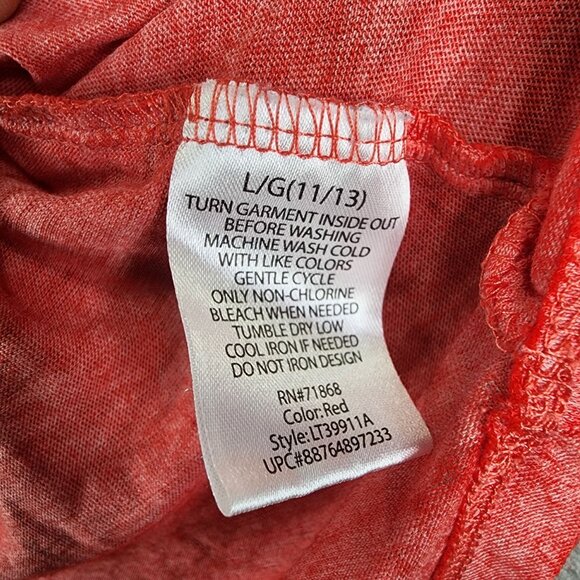 L/G(11/13)
TURN GARMENT INSIDE OUT
BEFORE WASHING
MACHINE WASH COLD
WITH LIKE COLORS
GENTLE CYCLE
ONLY NON-CHLORINE
BLEACH WHEN NEEDED
TUMBLE DRY LOW
COOL IRON IF NEEDED
DO NOT IRON DESIGN
RN#71868
Color:Red
Style:LT39911A
UPC#88764897233